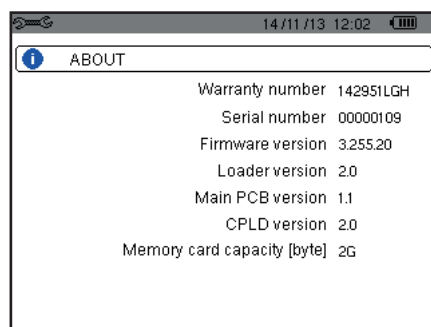 14/11/13 12:02
ABOUT
Warranty number 142951LGH
Serial number 00000109
Firmware version 3.255.20
Loader version 2.0
Main PCB version 1.1
CPLD version 2.0
Memory card capacity [byte] 2G